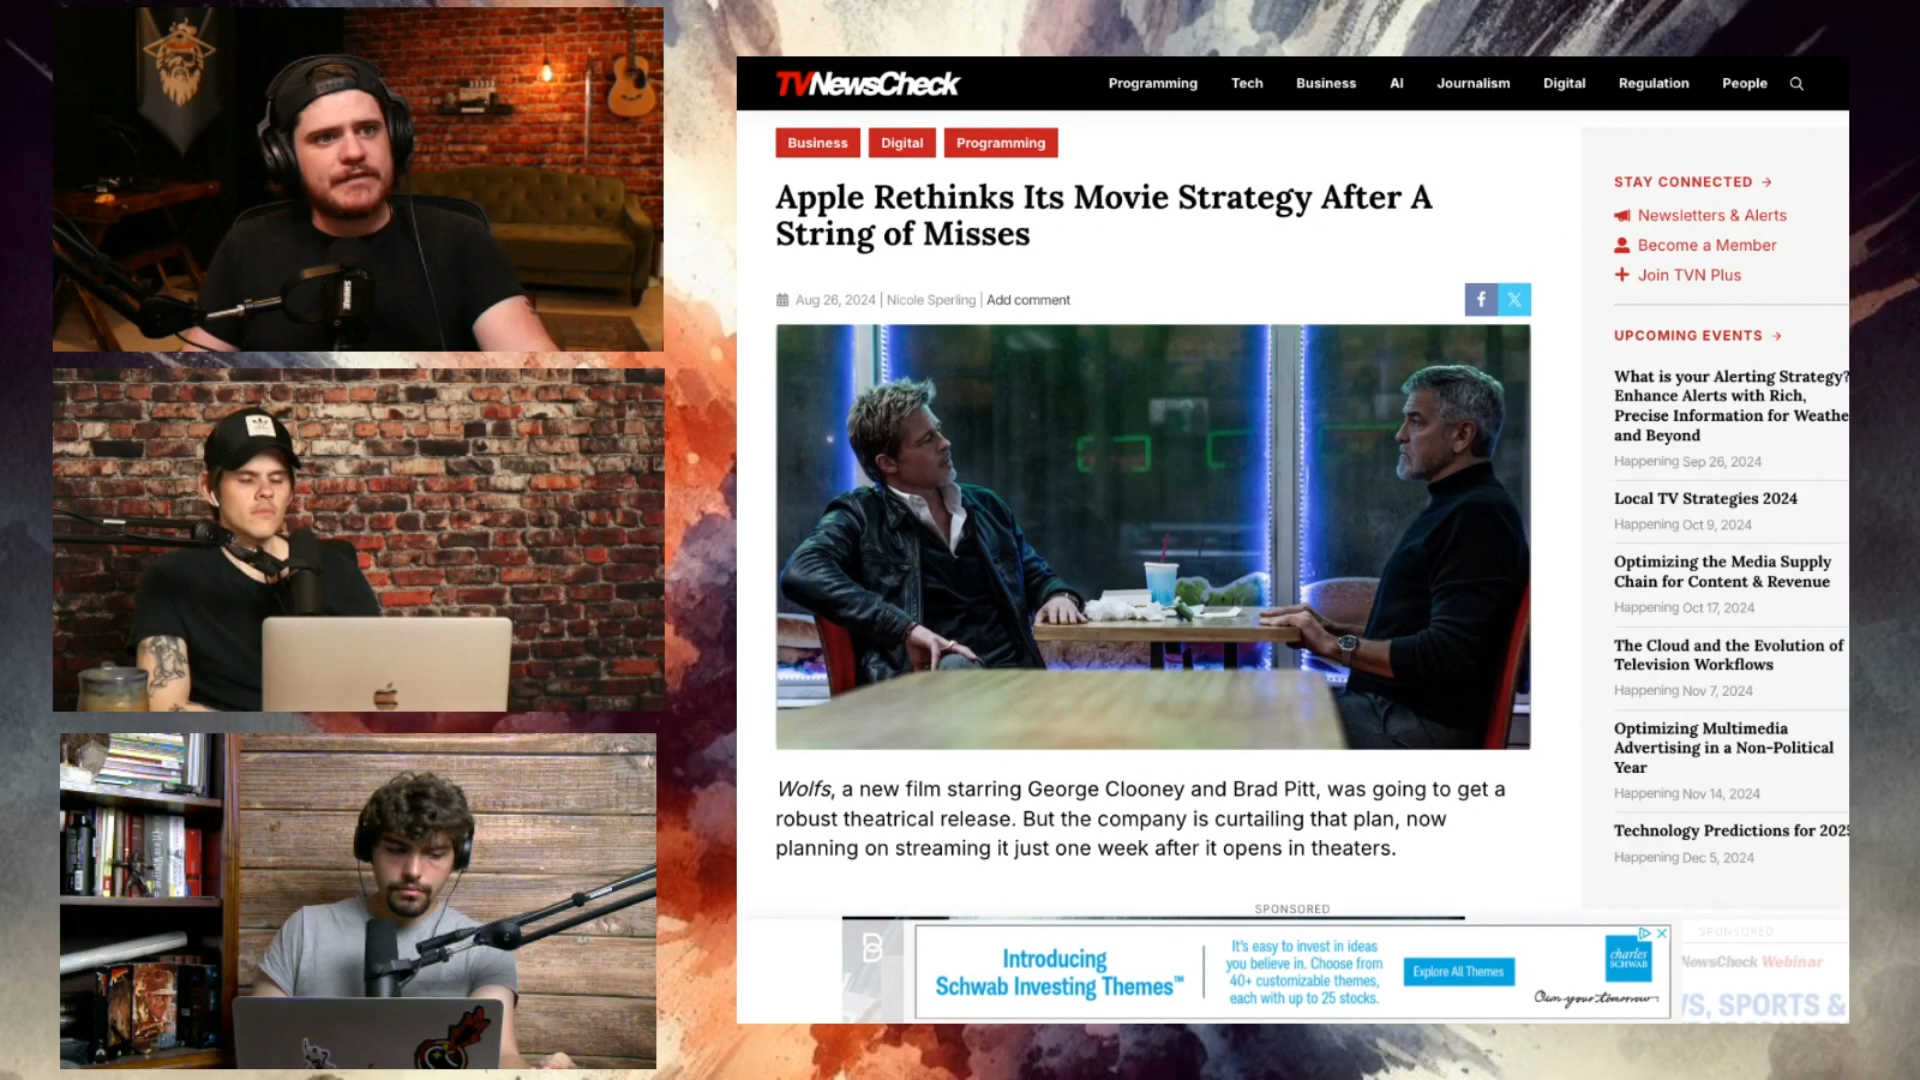 SHURE
TVNewsCheck
Programming Tech Business AI Journalism Digital Regulation People
Business Digital Programming
Apple Rethinks Its Movie Strategy After A
String of Misses
Aug 26, 2024 | Nicole Sperling | Add comment
Wolfs, a new film starring George Clooney and Brad Pitt, was going to get a
robust theatrical release. But the company is curtailing that plan, now
planning on streaming it just one week after it opens in theaters.
STAY CONNECTED
Newsletters & Alerts
Become a Member
Join TVN Plus
UPCOMING EVENTS
What is your Alerting Strategy?
Enhance Alerts with Rich,
Precise Information for Weathe
and Beyond
Happening Sep 26, 2024
Local TV Strategies 2024
Happening Oct 9, 2024
Optimizing the Media Supply
Chain for Content & Revenue
Happening Oct 17, 2024
The Cloud and the Evolution of
Television Workflows
Happening Nov 7, 2024
Optimizing Multimedia
Advertising in a Non-Political
Year
Happening Nov 14, 2024
Technology Predictions for 2025
Happening Dec 5, 2024
SPONSORED
Introducing
Schwab Investing Themes™
It's easy to invest in ideas
you believe in. Choose from
40+ customizable themes,
each with up to 25 stocks.
Explore All Themes
charles
SCHWAB
Own your tomorrow
SPONSORED
NewsCheck Webinar
VS, SPORTS &